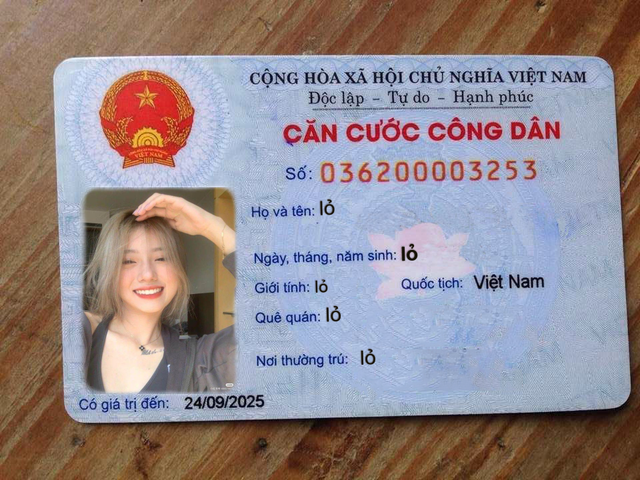 CỘNG HÒA XÃ HỘI CHỦ NGHĨA VIỆT NAM
Độc lập - Tự do - Hạnh phúc
CĂN CƯỚC CÔNG DÂN
Số: 036200003253
Họ và tên: lỏ
Ngày, tháng, năm sinh: lỏ
Giới tính: lỏ Quốc tịch: Việt Nam
Quê quán: lỏ
Nơi thường trú: lỏ
Có giá trị đến: 24/09/2025
VIỆT NAM